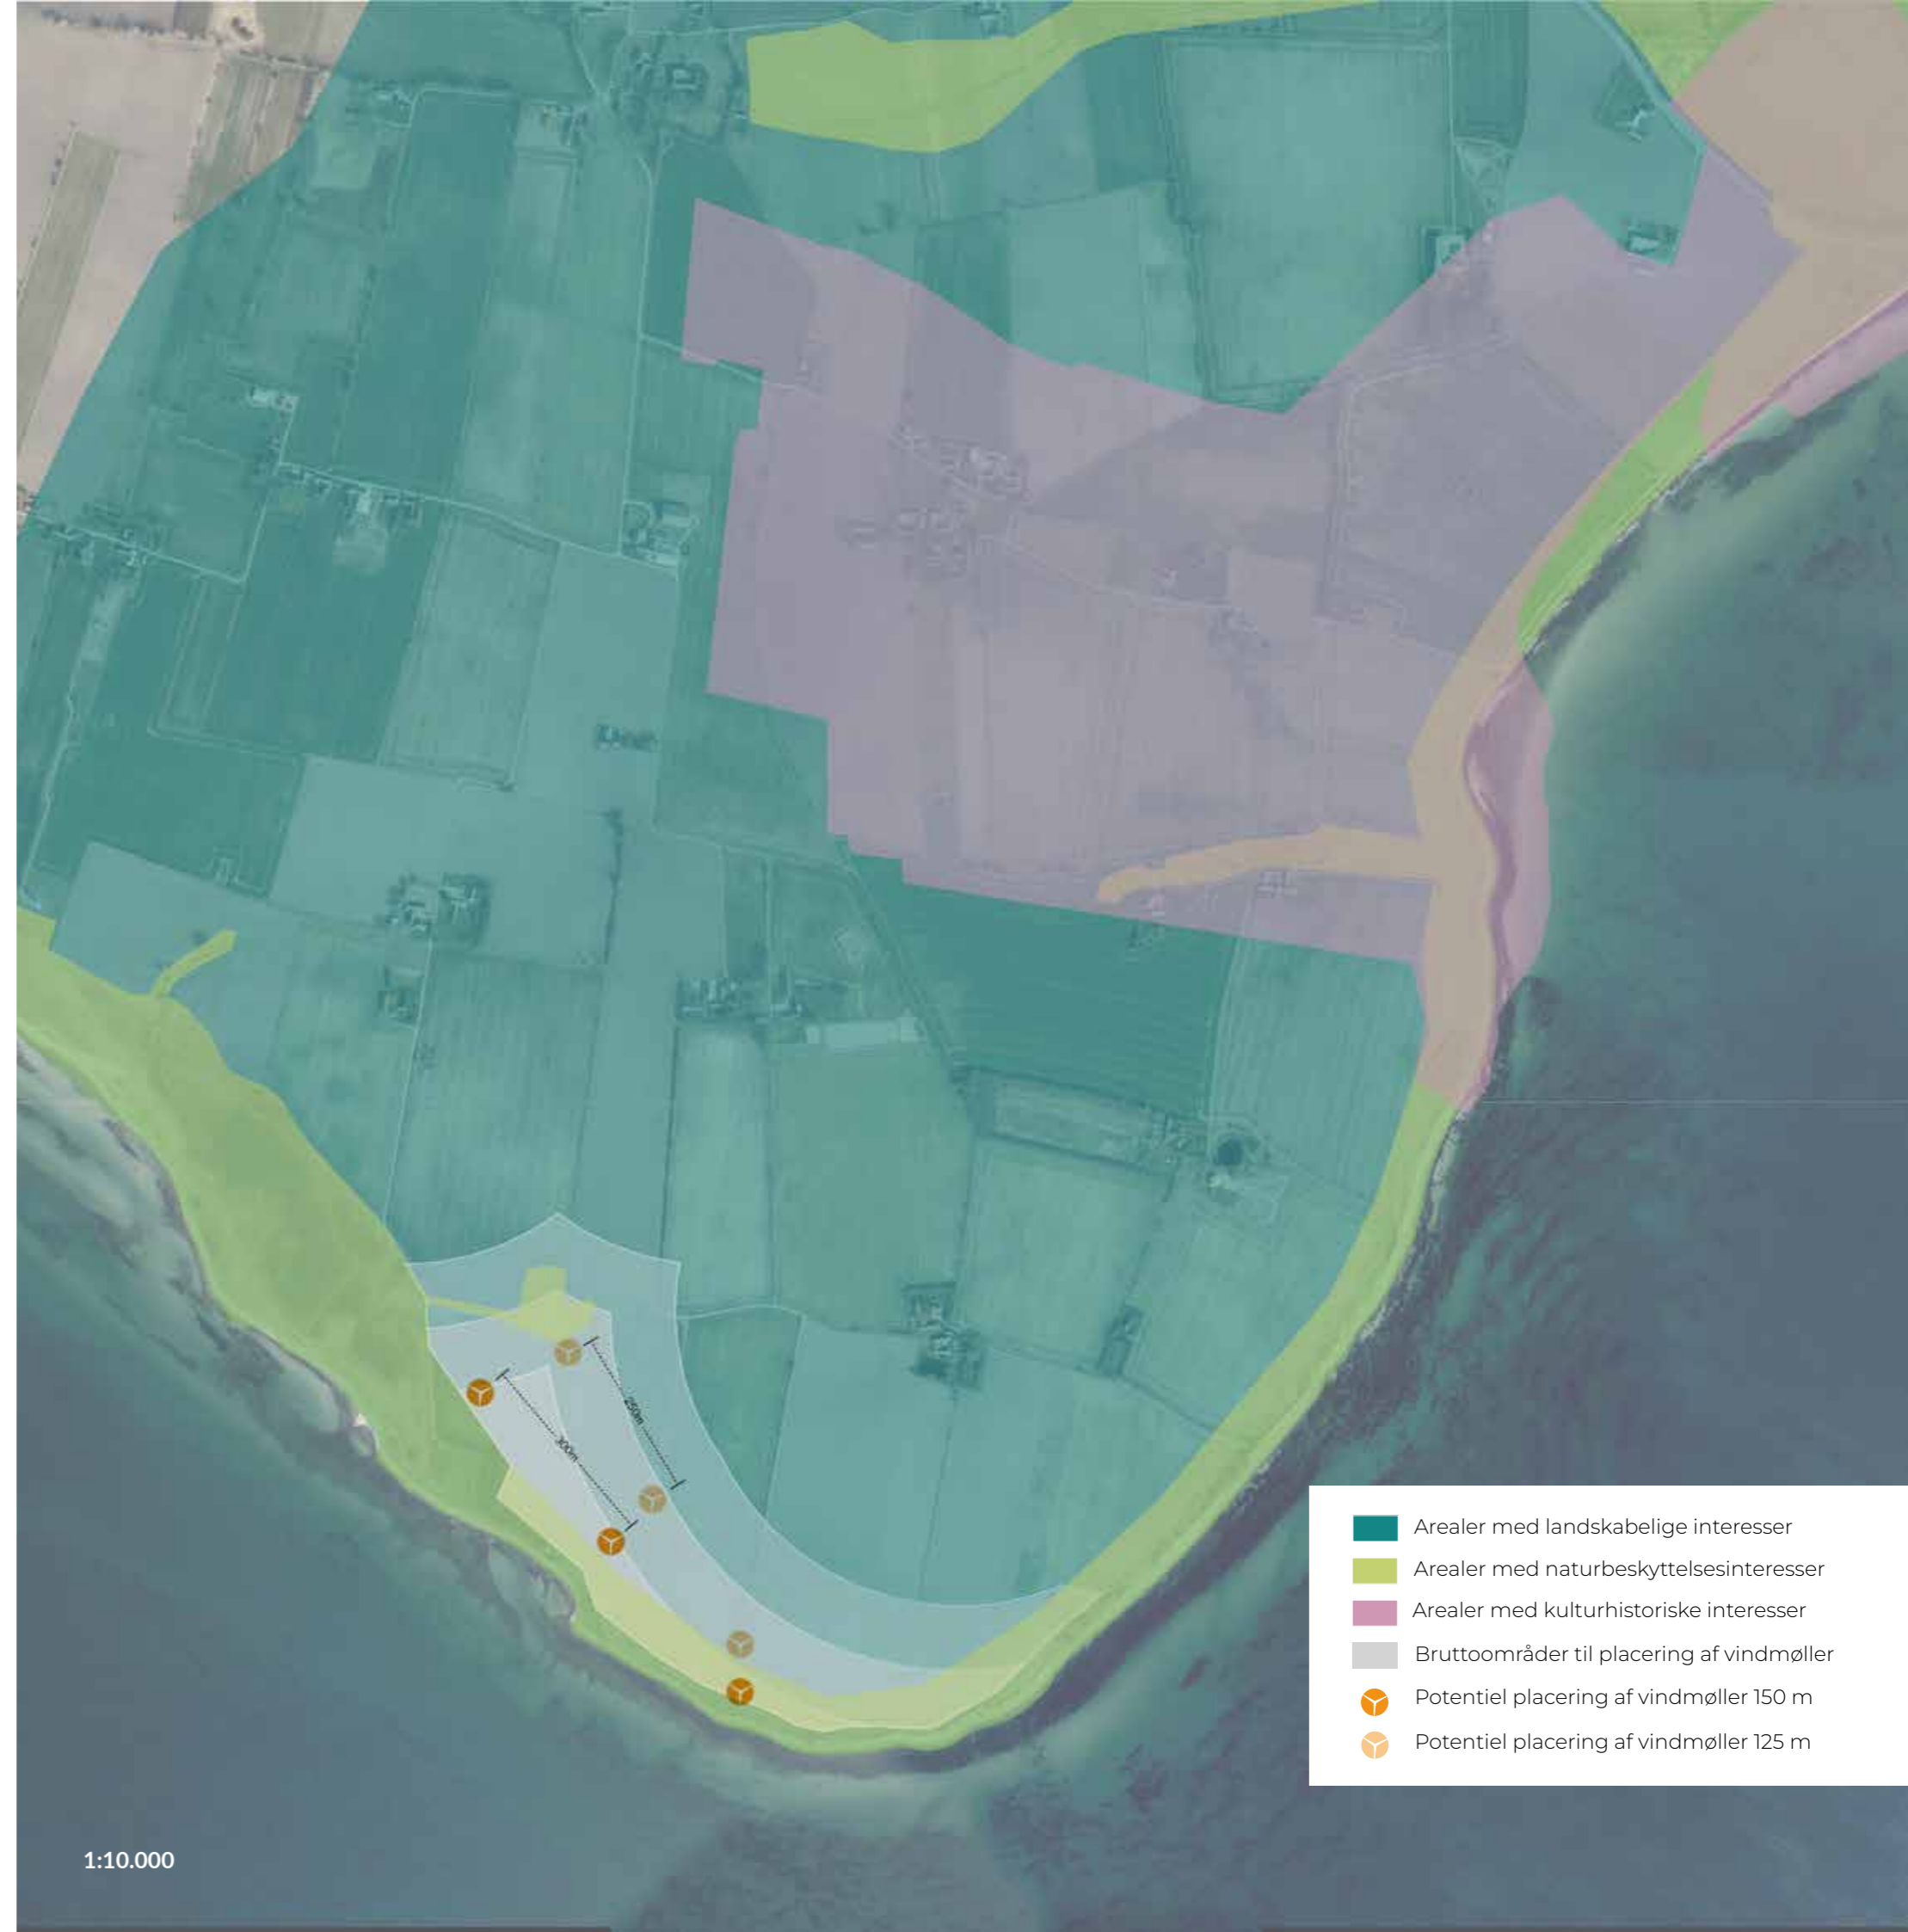 250m
300m
Arealer med landskabelige interesser
Arealer med naturbeskyttelsesinteresser
Arealer med kulturhistoriske interesser
Bruttoområder til placering af vindmøller
Potentiel placering af vindmøller 150 m
Potentiel placering af vindmøller 125 m
1:10.000